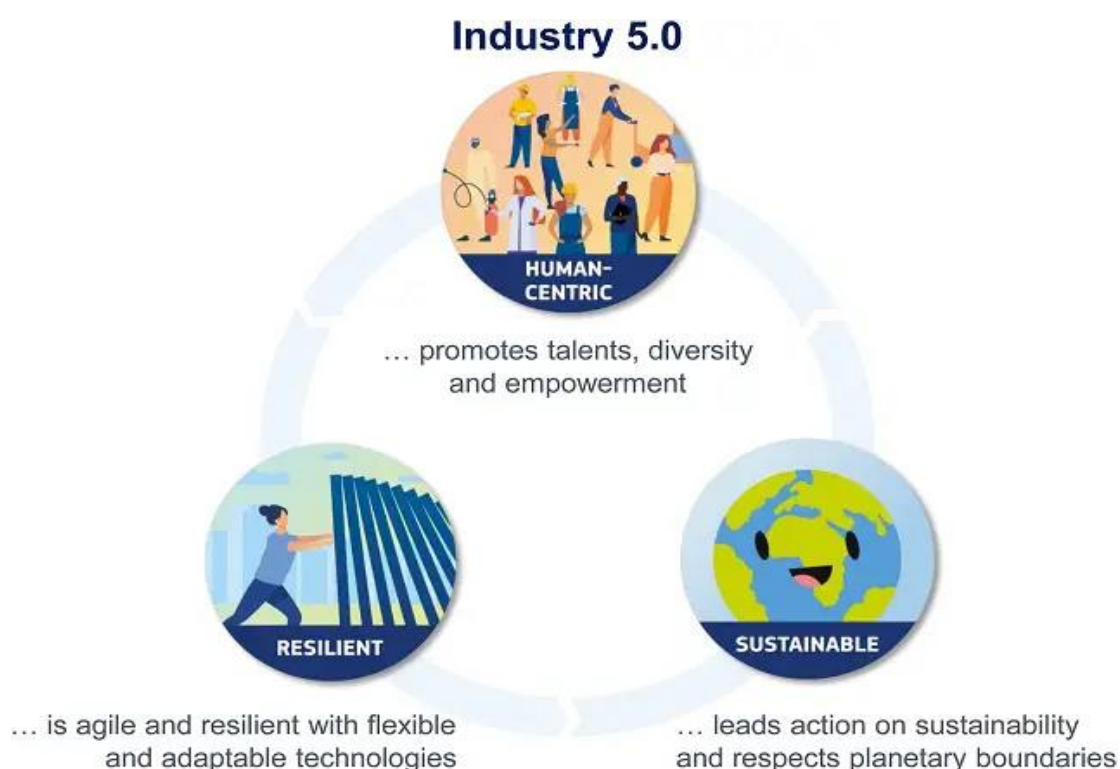 Industry 5.0
HUMAN-
CENTRIC
… promotes talents, diversity
and empowerment
RESILIENT
SUSTAINABLE
… is agile and resilient with flexible
and adaptable technologies
… leads action on sustainability
and respects planetary boundaries